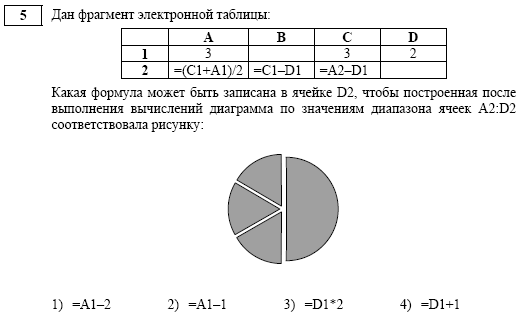 5 Дан фрагмент электронной таблицы:
A B C D
1 3 3 2
2 =(C1+A1)/2 =C1–D1 =A2–D1
Какая формула может быть записана в ячейке D2, чтобы построенная после
выполнения вычислений диаграмма по значениям диапазона ячеек A2:D2
соответствовала рисунку:
1) =A1–2 2) =A1–1 3) =D1*2 4) =D1+1